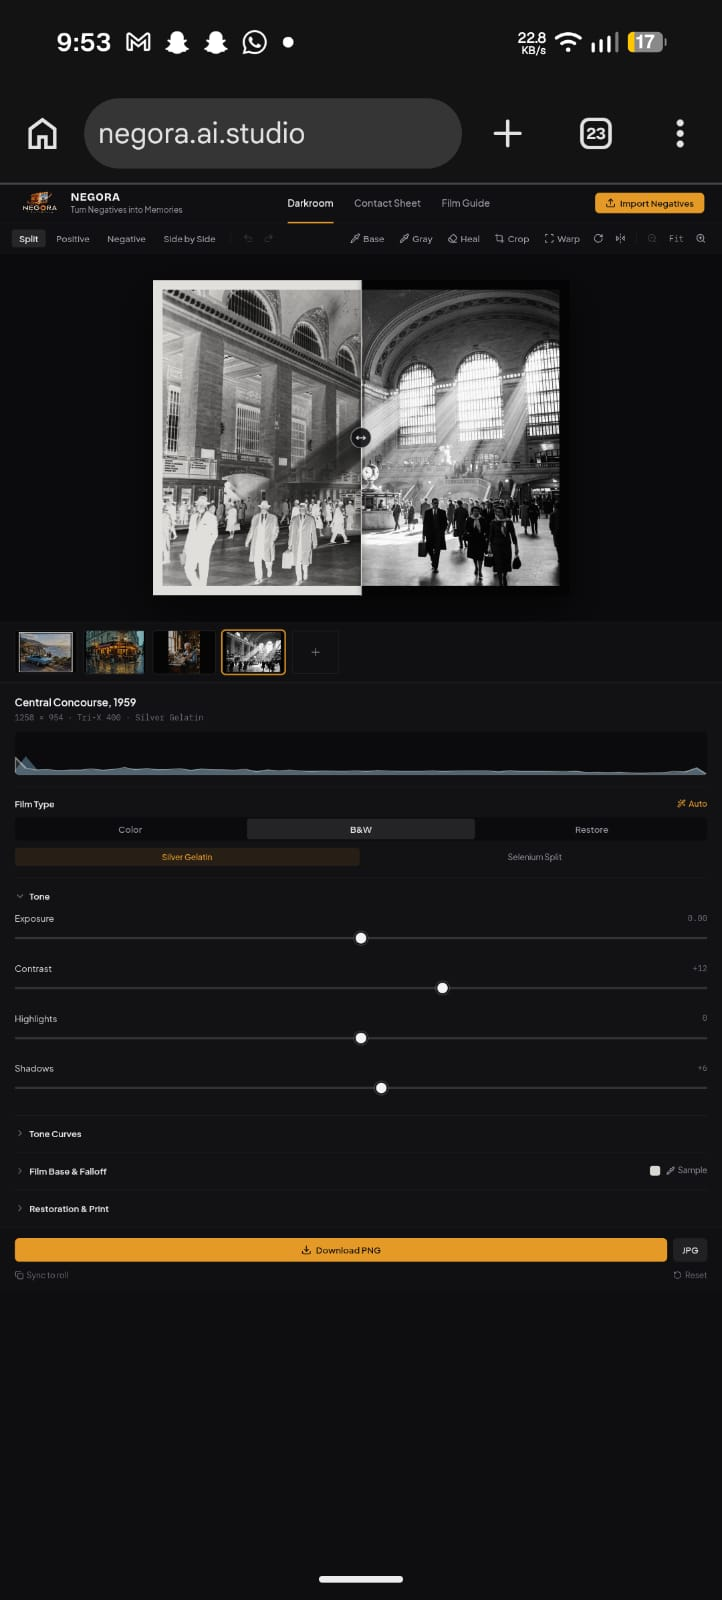 9:53
22.8
KB/s
17
negora.ai.studio
23
NEGORA
NEGORA
Turn Negatives into Memories
Darkroom
Contact Sheet
Film Guide
Import Negatives
Split
Positive
Negative
Side by Side
Base
Gray
Heal
Crop
Warp
Fit
Central Concourse, 1959
1258 × 954 · Tri-X 400 · Silver Gelatin
Film Type
Auto
Color
B&W
Restore
Silver Gelatin
Selenium Split
Tone
Exposure
0.00
Contrast
+12
Highlights
0
Shadows
+6
Tone Curves
Film Base & Falloff
Sample
Restoration & Print
Download PNG
JPG
Sync to roll
Reset